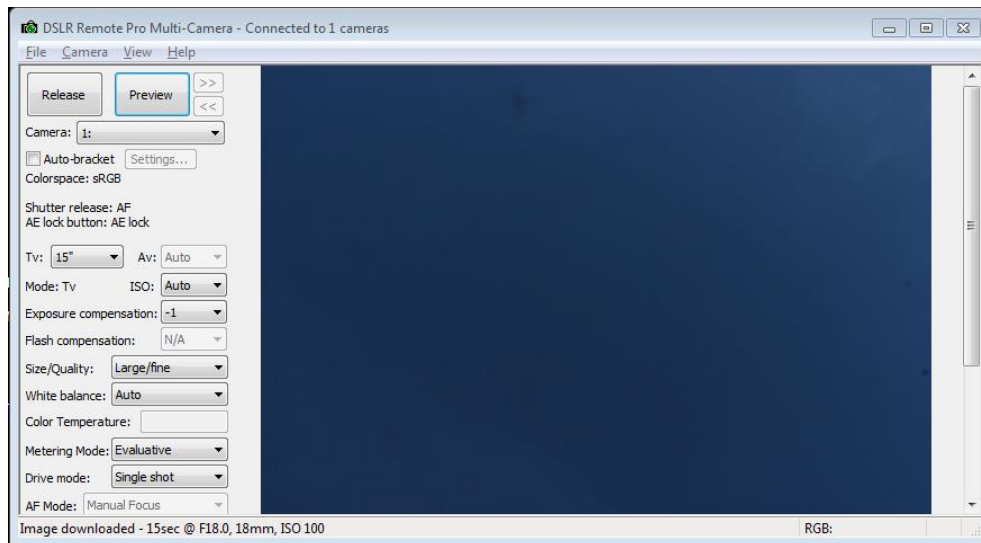 DSLR Remote Pro Multi-Camera - Connected to 1 cameras
File Camera View Help
Release Preview >>
<<
Camera: 1:
Auto-bracket Settings...
Colorspace: sRGB
Shutter release: AF
AE lock button: AE lock
Tv: 15" Av: Auto
Mode: Tv ISO: Auto
Exposure compensation: -1
Flash compensation: N/A
Size/Quality: Large/fine
White balance: Auto
Color Temperature:
Metering Mode: Evaluative
Drive mode: Single shot
AF Mode: Manual Focus
Image downloaded - 15sec @ F18.0, 18mm, ISO 100 RGB: